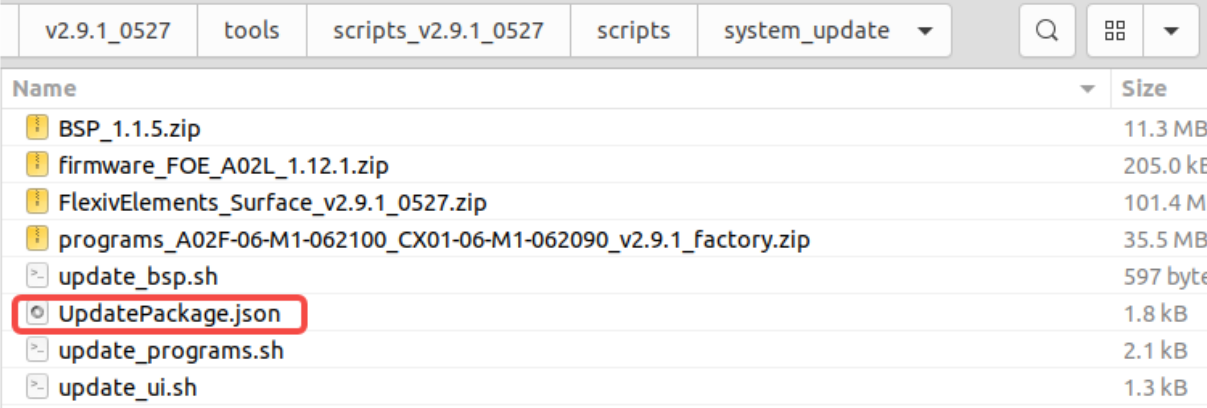 v2.9.1_0527 tools scripts_v2.9.1_0527 scripts system_update
Name Size
BSP_1.1.5.zip 11.3 MB
firmware_FOE_A02L_1.12.1.zip 205.0 kB
FlexivElements_Surface_v2.9.1_0527.zip 101.4 M
programs_A02F-06-M1-062100_CX01-06-M1-062090_v2.9.1_factory.zip 35.5 MB
update_bsp.sh 597 byte
UpdatePackage.json 1.8 kB
update_programs.sh 2.1 kB
update_ui.sh 1.3 kB